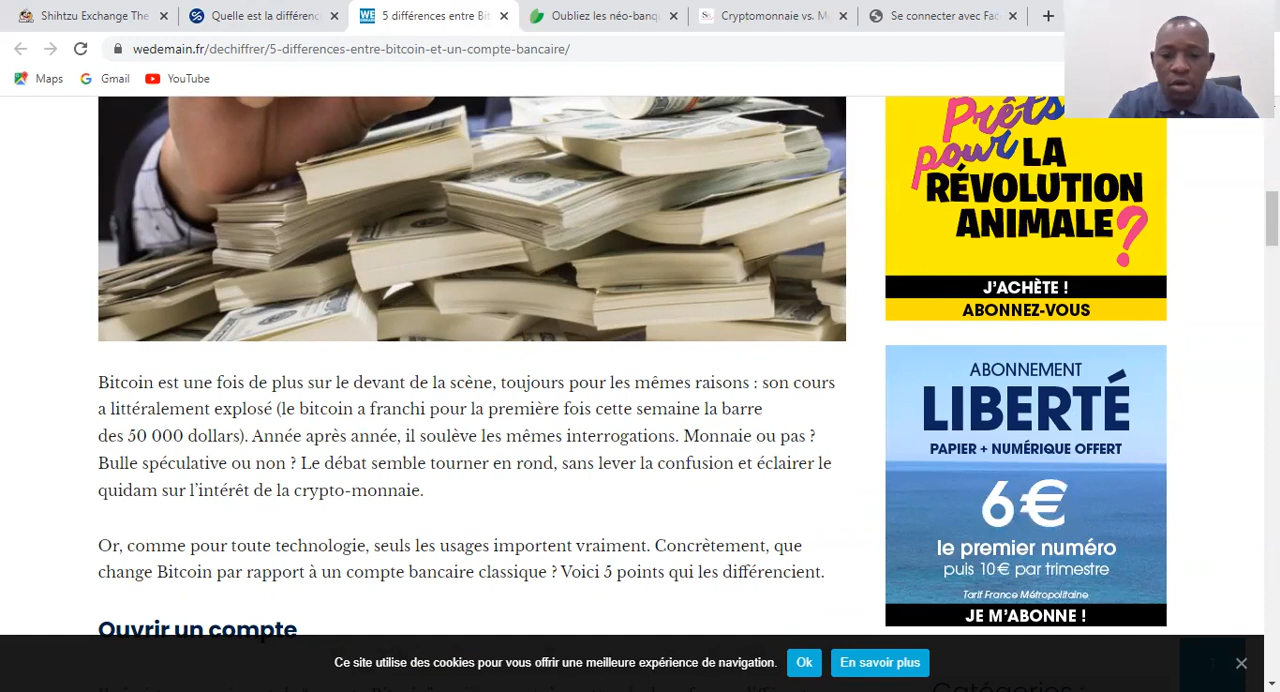 Shihtzu Exchange The
Quelle est la différenc
5 différences entre Bit
Oubliez les néo-banqu
Cryptomonnaie vs. M
Se connecter avec Fac
wedemain.fr/dechiffrer/5-differences-entre-bitcoin-et-un-compte-bancaire/
Maps
Gmail
YouTube
Bitcoin est une fois de plus sur le devant de la scène, toujours pour les mêmes raisons : son cours
a littéralement explosé (le bitcoin a franchi pour la première fois cette semaine la barre
des 50 000 dollars). Année après année, il soulève les mêmes interrogations. Monnaie ou pas ?
Bulle spéculative ou non ? Le débat semble tourner en rond, sans lever la confusion et éclairer le
quidam sur l'intérêt de la crypto-monnaie.
Or, comme pour toute technologie, seuls les usages importent vraiment. Concrètement, que
change Bitcoin par rapport à un compte bancaire classique ? Voici 5 points qui les différencient.
Ouvrir un compte
Prêts
pour LA
RÉVOLUTION
ANIMALE ?
J'ACHÈTE !
ABONNEZ-VOUS
ABONNEMENT
LIBERTÉ
PAPIER + NUMÉRIQUE OFFERT
6€
le premier numéro
puis 10€ par trimestre
Tarif France Métropolitaine
JE M'ABONNE !
Ce site utilise des cookies pour vous offrir une meilleure expérience de navigation.
Ok
En savoir plus